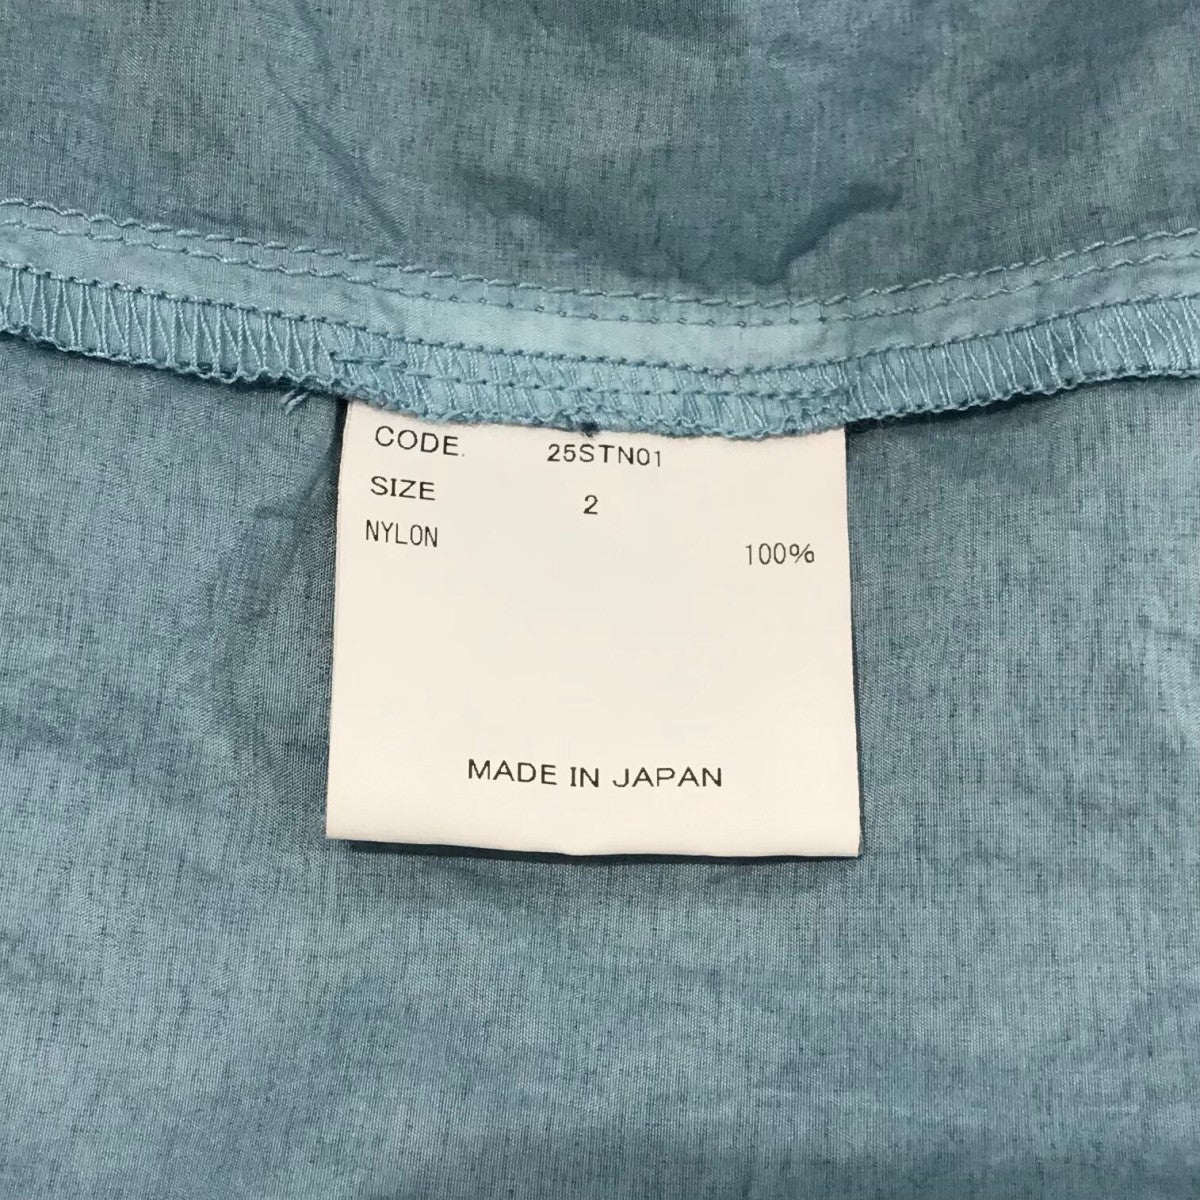 CODE. 25STN01
SIZE 2
NYLON 100%
MADE IN JAPAN